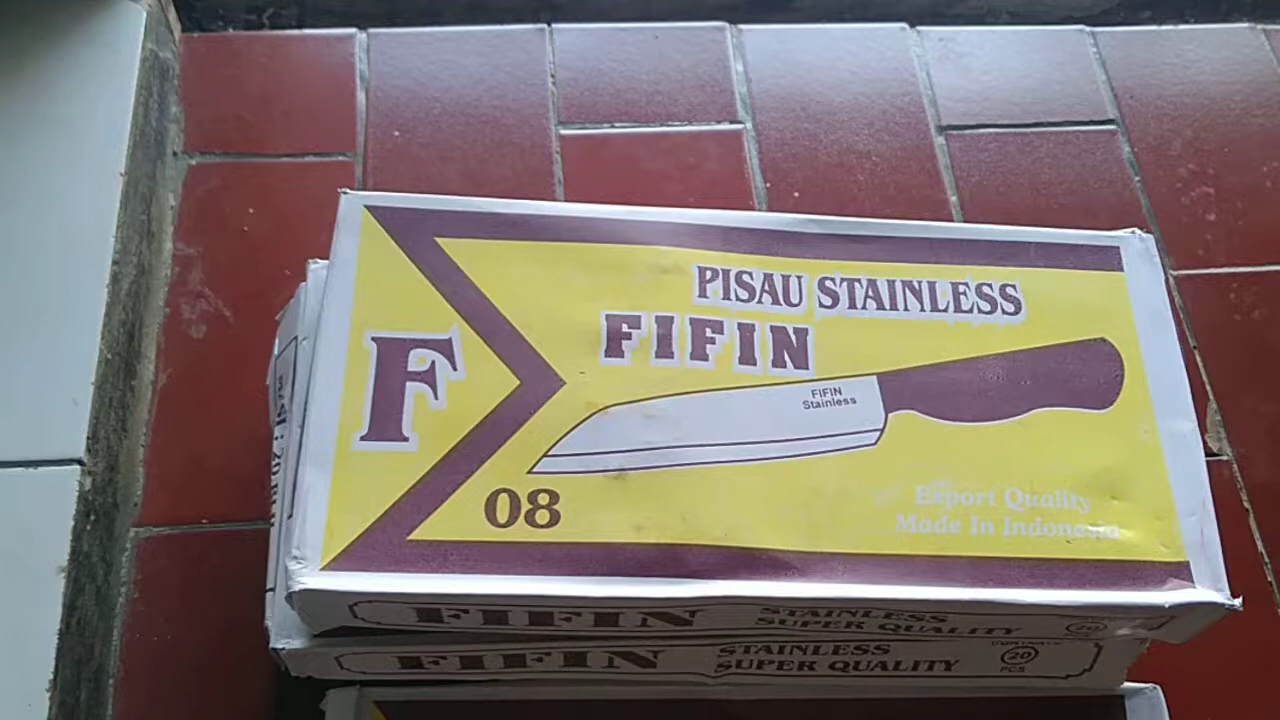 PISAU STAINLESS
FIFIN
F
FIFIN
Stainless
08
Export Quality
Made In Indonesia
FIFIN
STAINLESS
SUPER QUALITY
20
FIFIN
STAINLESS
SUPER QUALITY
20
PCS